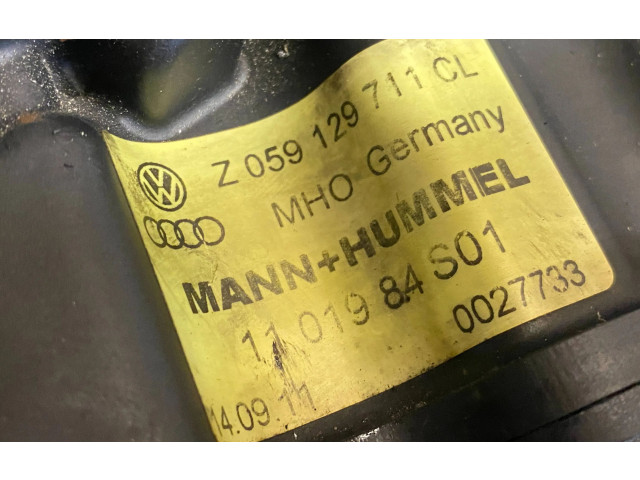 Z 059 129 711 CL
MHO Germany
MANN+HUMMEL
11 019 84 S01
0027733
14.09.11